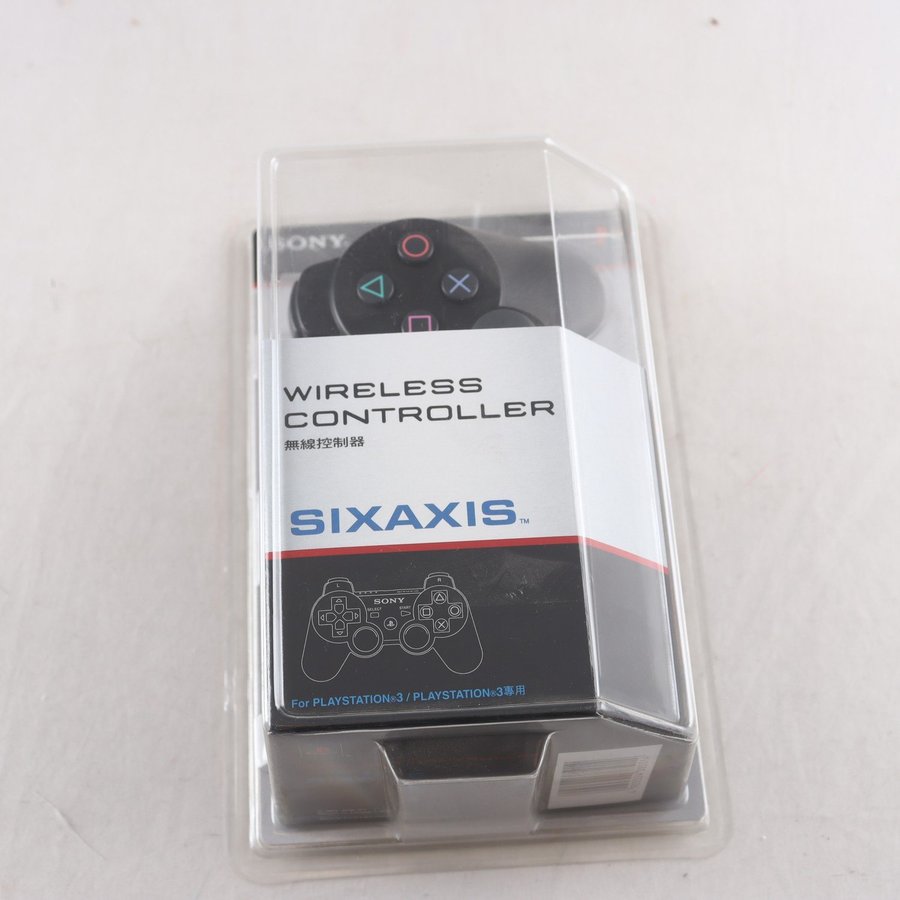 SONY
WIRELESS
CONTROLLER
無線控制器
SIXAXIS™
L R
SONY
SELECT START
For PLAYSTATION®3 / PLAYSTATION®3專用